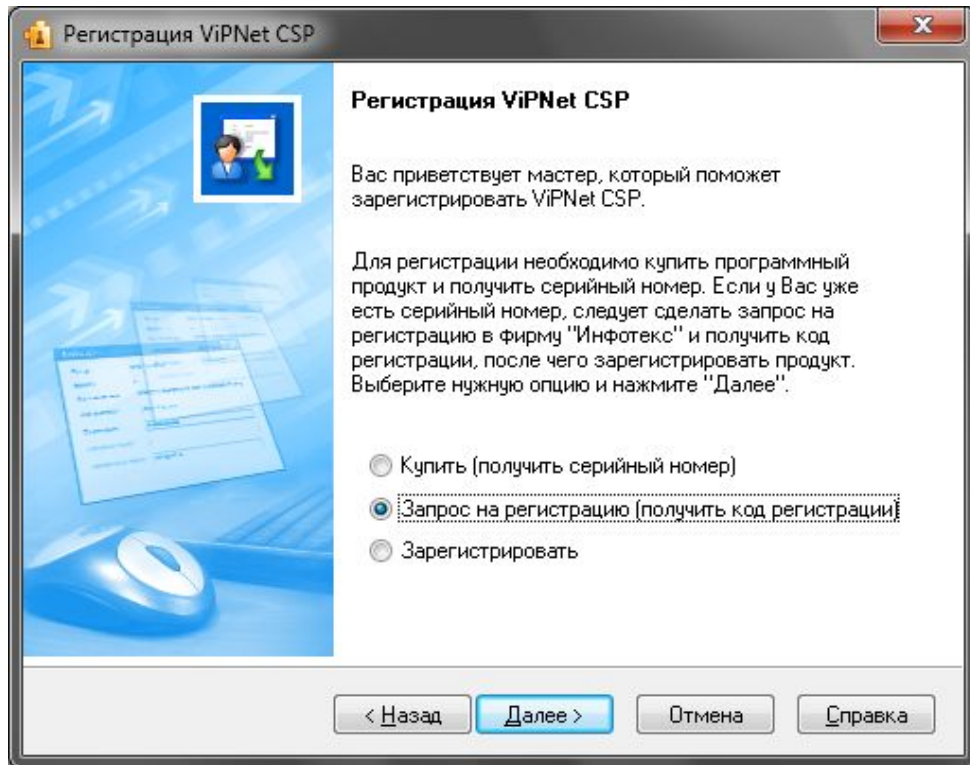 Регистрация ViPNet CSP
Регистрация ViPNet CSP
Вас приветствует мастер, который поможет
зарегистрировать ViPNet CSP.
Для регистрации необходимо купить программный
продукт и получить серийный номер. Если у Вас уже
есть серийный номер, следует сделать запрос на
регистрацию в фирму "Инфотекс" и получить код
регистрации, после чего зарегистрировать продукт.
Выберите нужную опцию и нажмите "Далее".
Купить (получить серийный номер)
Запрос на регистрацию (получить код регистрации)
Зарегистрировать
< Назад Далее > Отмена Справка